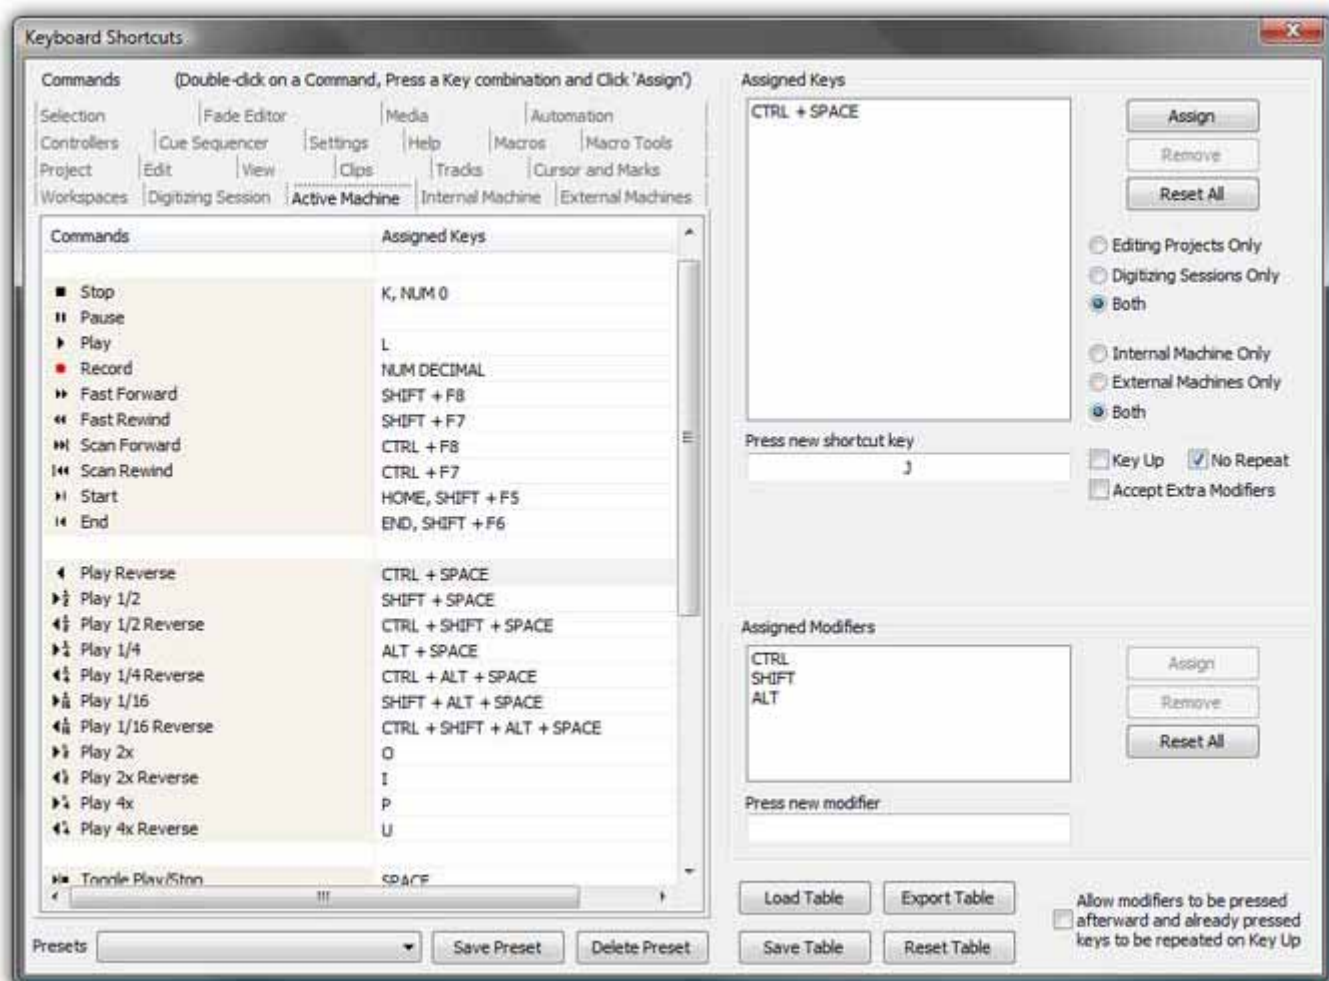 Keyboard Shortcuts
Commands (Double-click on a Command, Press a Key combination and Click 'Assign')
Selection Fade Editor Media Automation
Controllers Cue Sequencer Settings Help Macros Macro Tools
Project Edit View Clips Tracks Cursor and Marks
Workspaces Digitizing Session Active Machine Internal Machine External Machines
Commands Assigned Keys
Stop K, NUM 0
Pause
Play L
Record NUM DECIMAL
Fast Forward SHIFT + F8
Fast Rewind SHIFT + F7
Scan Forward CTRL + F8
Scan Rewind CTRL + F7
Start HOME, SHIFT + F5
End END, SHIFT + F6
Play Reverse CTRL + SPACE
Play 1/2 SHIFT + SPACE
Play 1/2 Reverse CTRL + SHIFT + SPACE
Play 1/4 ALT + SPACE
Play 1/4 Reverse CTRL + ALT + SPACE
Play 1/16 SHIFT + ALT + SPACE
Play 1/16 Reverse CTRL + SHIFT + ALT + SPACE
Play 2x O
Play 2x Reverse I
Play 4x P
Play 4x Reverse U
Toggle Play/Stop SPACE
Presets Save Preset Delete Preset
Assigned Keys
CTRL + SPACE
Assign
Remove
Reset All
Editing Projects Only
Digitizing Sessions Only
Both
Internal Machine Only
External Machines Only
Both
Press new shortcut key
J
Key Up No Repeat
Accept Extra Modifiers
Assigned Modifiers
CTRL
SHIFT
ALT
Assign
Remove
Reset All
Press new modifier
Load Table Export Table
Save Table Reset Table
Allow modifiers to be pressed
afterward and already pressed
keys to be repeated on Key Up